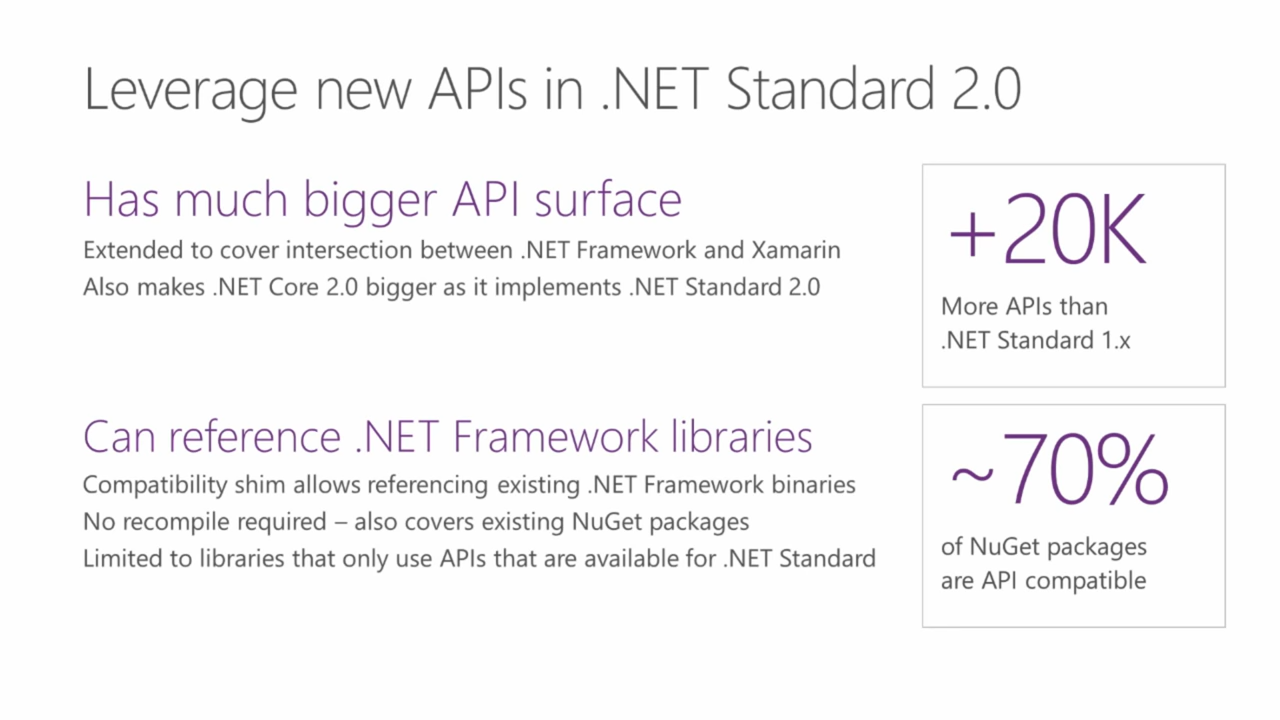 Leverage new APIs in .NET Standard 2.0
Has much bigger API surface
Extended to cover intersection between .NET Framework and Xamarin
Also makes .NET Core 2.0 bigger as it implements .NET Standard 2.0
+20K
More APIs than
.NET Standard 1.x
Can reference .NET Framework libraries
Compatibility shim allows referencing existing .NET Framework binaries
No recompile required – also covers existing NuGet packages
Limited to libraries that only use APIs that are available for .NET Standard
~70%
of NuGet packages
are API compatible